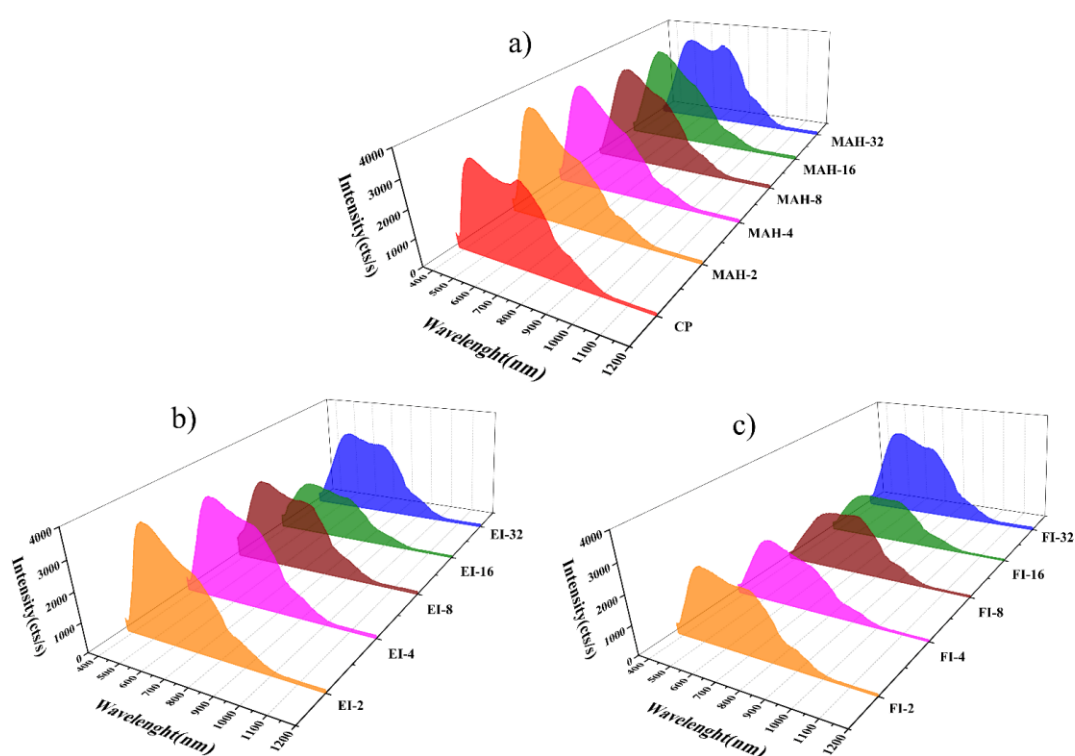 a)
4000
3000
2000
1000
0
Intensity(cts/s)
400
500
600
700
800
900
1000
1100
1200
Wavelenght(nm)
CP
MAH-2
MAH-4
MAH-8
MAH-16
MAH-32
b)
4000
3000
2000
1000
0
Intensity(cts/s)
400
500
600
700
800
900
1000
1100
1200
Wavelenght(nm)
EI-2
EI-4
EI-8
EI-16
EI-32
c)
4000
3000
2000
1000
0
Intensity(cts/s)
400
500
600
700
800
900
1000
1100
1200
Wavelenght(nm)
FI-2
FI-4
FI-8
FI-16
FI-32